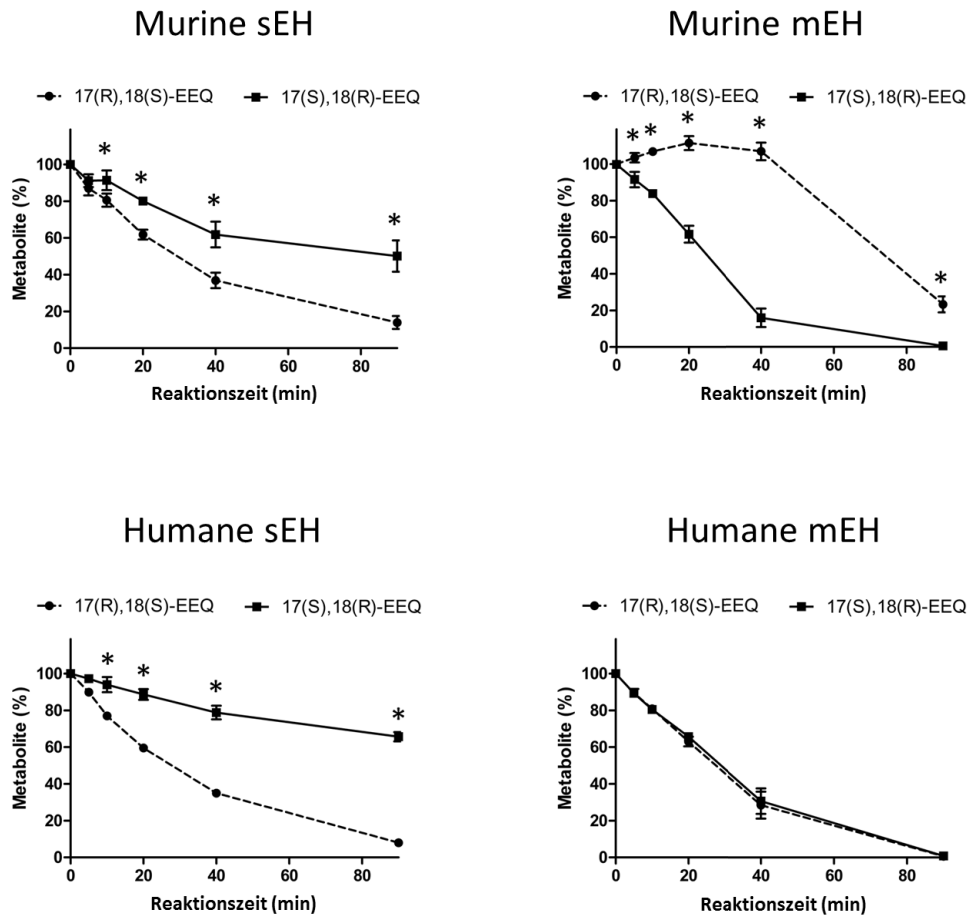 Murine sEH
17(R),18(S)-EEQ 17(S),18(R)-EEQ
Metabolite (%)
100
80
60
40
20
0
* * * *
0 20 40 60 80
Reaktionszeit (min)
Murine mEH
17(R),18(S)-EEQ 17(S),18(R)-EEQ
Metabolite (%)
* * * * *
100
80
60
40
20
0
0 20 40 60 80
Reaktionszeit (min)
Humane sEH
17(R),18(S)-EEQ 17(S),18(R)-EEQ
Metabolite (%)
100
80
60
40
20
0
* * * *
0 20 40 60 80
Reaktionszeit (min)
Humane mEH
17(R),18(S)-EEQ 17(S),18(R)-EEQ
Metabolite (%)
100
80
60
40
20
0
0 20 40 60 80
Reaktionszeit (min)